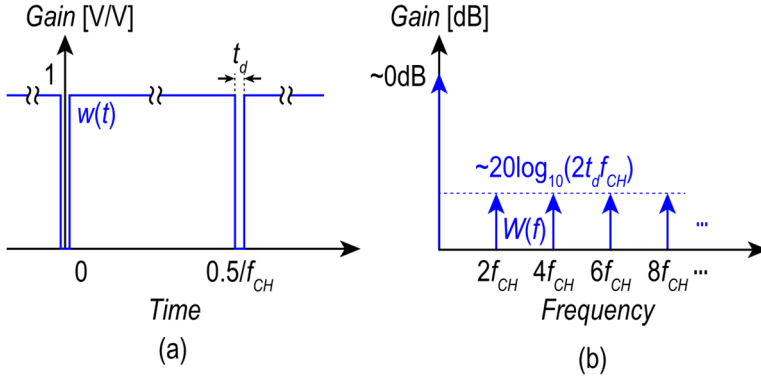 Gain [V/V]
1
t_d
w(t)
0
0.5/f_CH
Time
(a)
Gain [dB]
~0dB
~20log₁₀(2t_d f_CH)
W(f)
...
2f_CH 4f_CH 6f_CH 8f_CH ...
Frequency
(b)